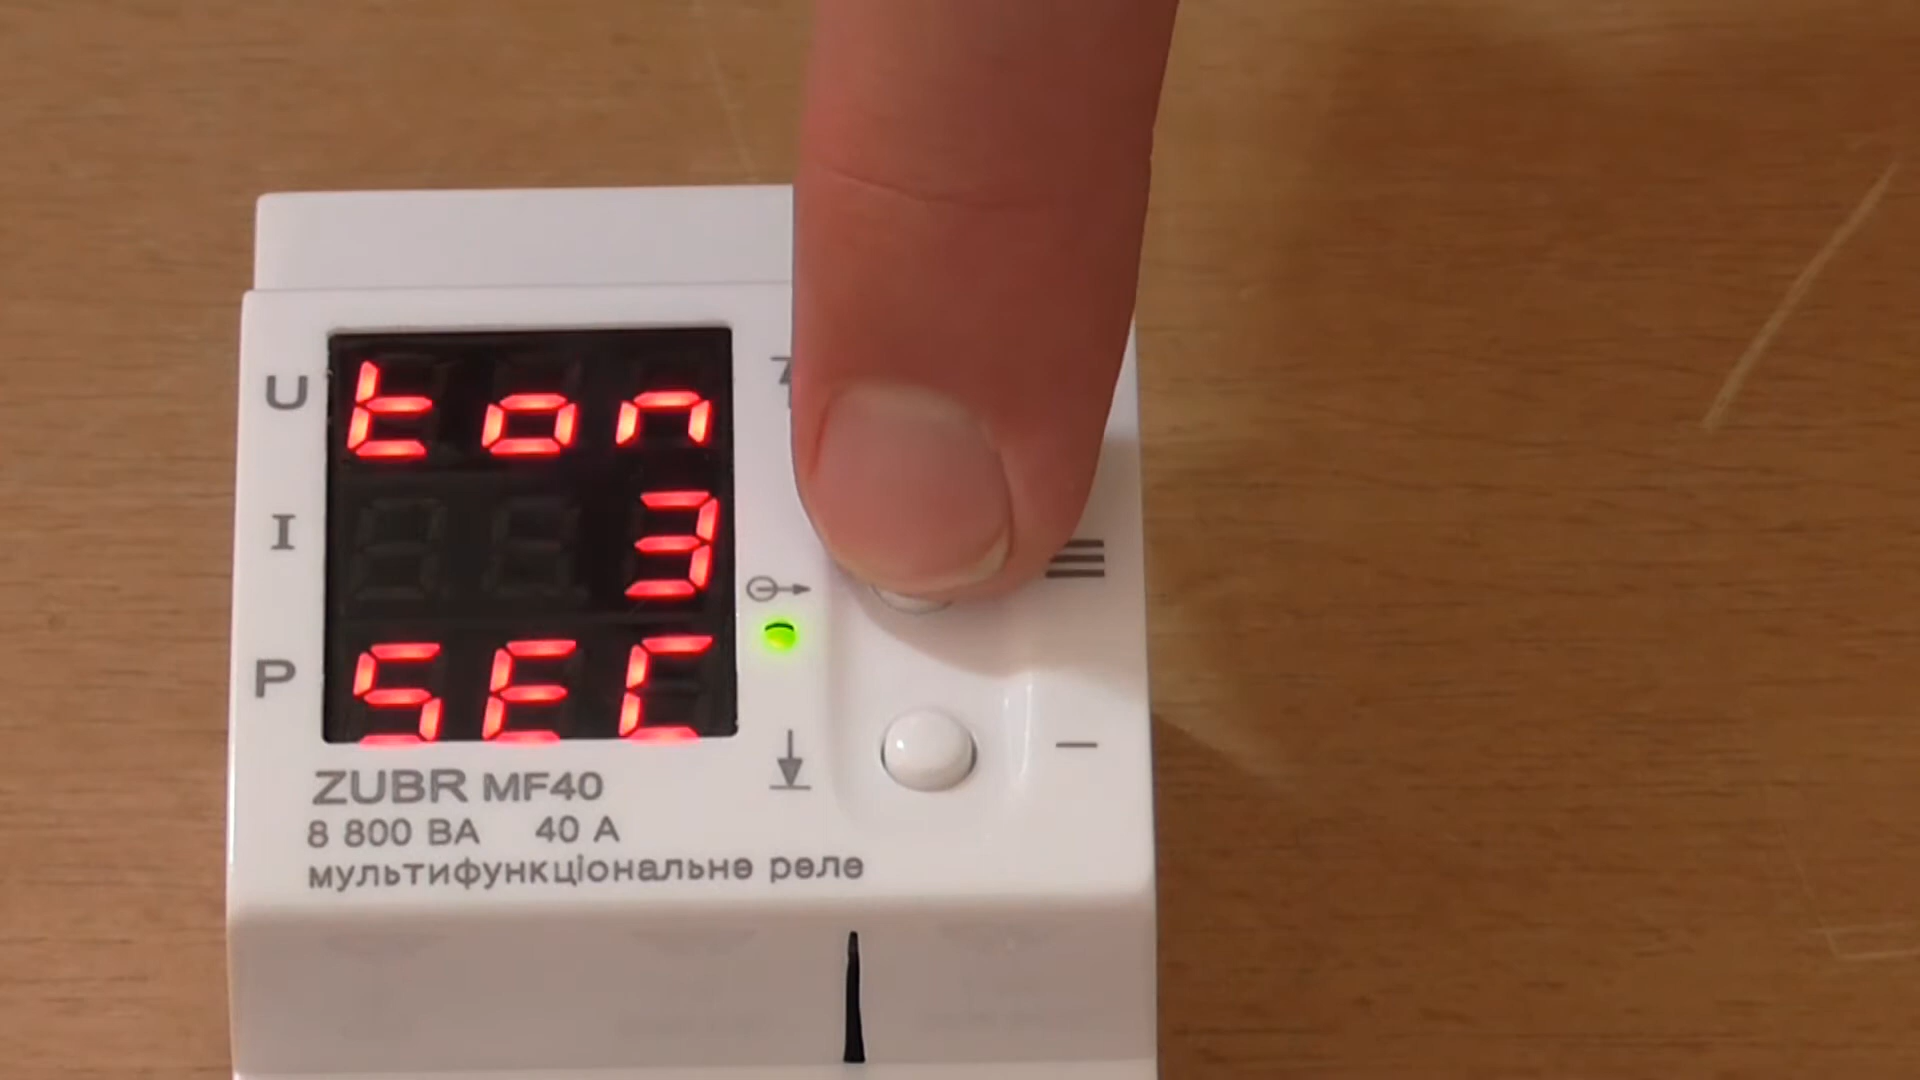 U ton
I 3
P SEC
ZUBR MF40
8 800 ВА 40 А
мультифункціональне реле